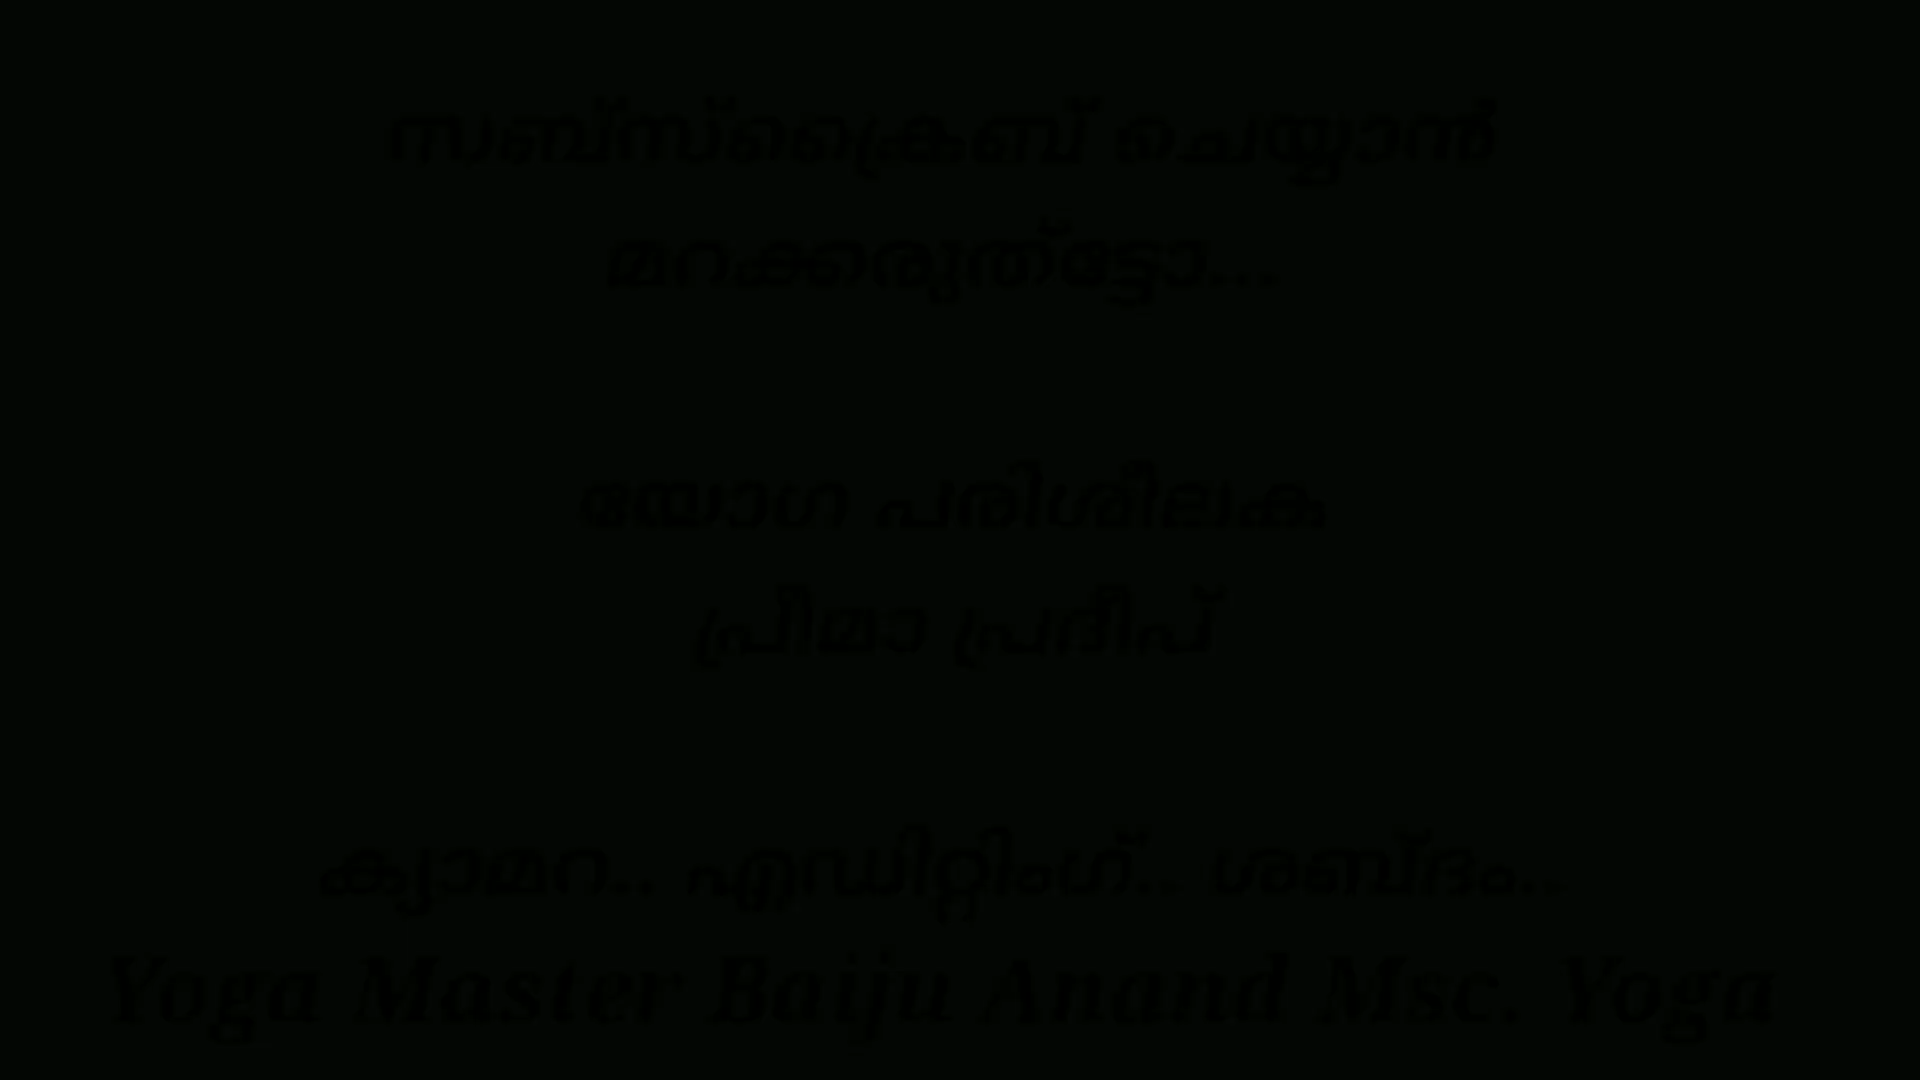 സബ്സ്ക്രൈബ് ചെയ്യാൻ
മറക്കരുത്ട്ടോ...
യോഗ പരിശീലക
പ്രീമാ പ്രദീപ്
ക്യാമറ.. എഡിറ്റിംഗ്.. ശബ്ദം..
Yoga Master Baiju Anand Msc. Yoga